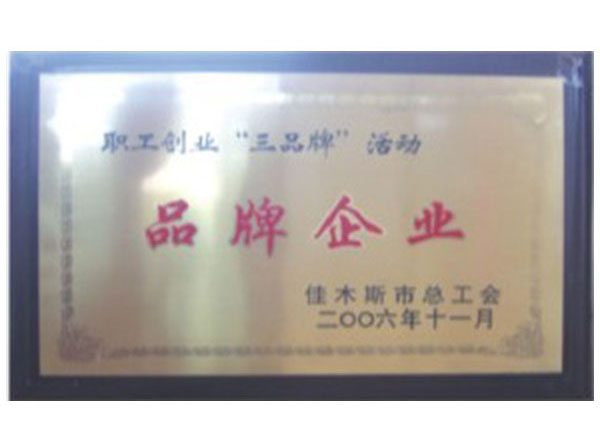 职工创业“三品牌”活动
品牌企业
佳木斯市总工会
二〇〇六年十一月